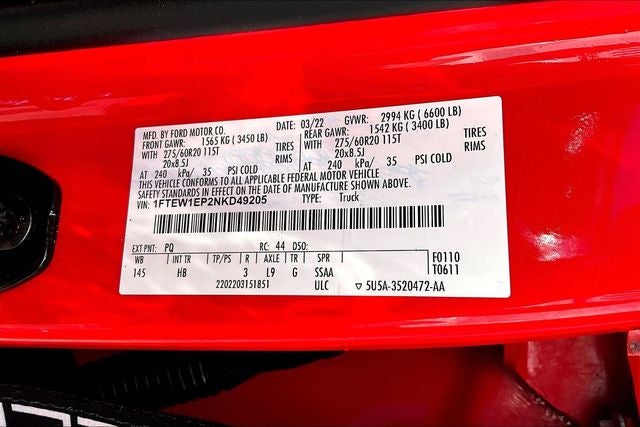 MFD. BY FORD MOTOR CO. DATE: 03/22 GVWR: 2994 KG ( 6600 LB)
FRONT GAWR: 1565 KG ( 3450 LB) REAR GAWR: 1542 KG ( 3400 LB)
WITH 275/60R20 115T TIRES WITH 275/60R20 115T TIRES
20x8.5J RIMS 20x8.5J RIMS
AT 240 kPa/ 35 PSI COLD AT 240 kPa/ 35 PSI COLD
THIS VEHICLE CONFORMS TO ALL APPLICABLE FEDERAL MOTOR VEHICLE
SAFETY STANDARDS IN EFFECT ON THE DATE OF MANUFACTURE SHOWN ABOVE.
VIN: 1FTEW1EP2NKD49205 TYPE: Truck
EXT PNT: PQ RC: 44 DSO:
WB INT TR TP/PS R AXLE TR SPR F0110
145 HB 3 L9 G SSAA T0611
2202203151851 ULC ▽ 5U5A-3520472-AA